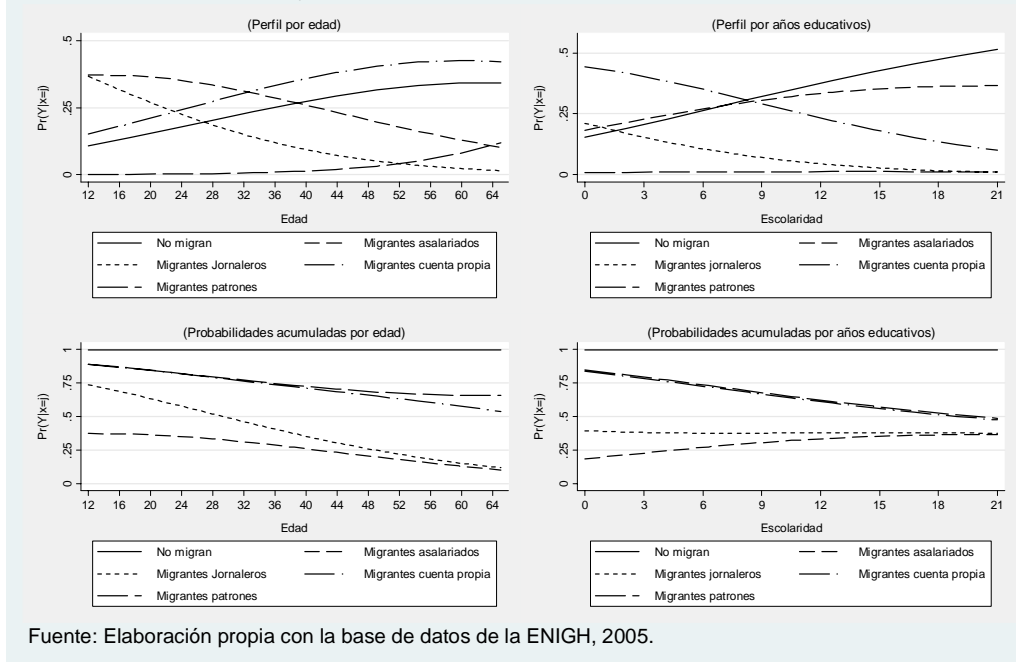 (Perfil por edad)
Pr(Y|x=j)
0 .25 .5
12 16 20 24 28 32 36 40 44 48 52 56 60 64
Edad
No migran
Migrantes asalariados
Migrantes Jornaleros
Migrantes cuenta propia
Migrantes patrones
(Perfil por años educativos)
Pr(Y|x=j)
0 .25 .5
0 3 6 9 12 15 18 21
Escolaridad
No migran
Migrantes asalariados
Migrantes jornaleros
Migrantes cuenta propia
Migrantes patrones
(Probabilidades acumuladas por edad)
Pr(Y|x=j)
0 .25 .5 .75 1
12 16 20 24 28 32 36 40 44 48 52 56 60 64
Edad
No migran
Migrantes asalariados
Migrantes Jornaleros
Migrantes cuenta propia
Migrantes patrones
(Probabilidades acumuladas por años educativos)
Pr(Y|x=j)
0 .25 .5 .75 1
0 3 6 9 12 15 18 21
Escolaridad
No migran
Migrantes asalariados
Migrantes jornaleros
Migrantes cuenta propia
Migrantes patrones
Fuente: Elaboración propia con la base de datos de la ENIGH, 2005.